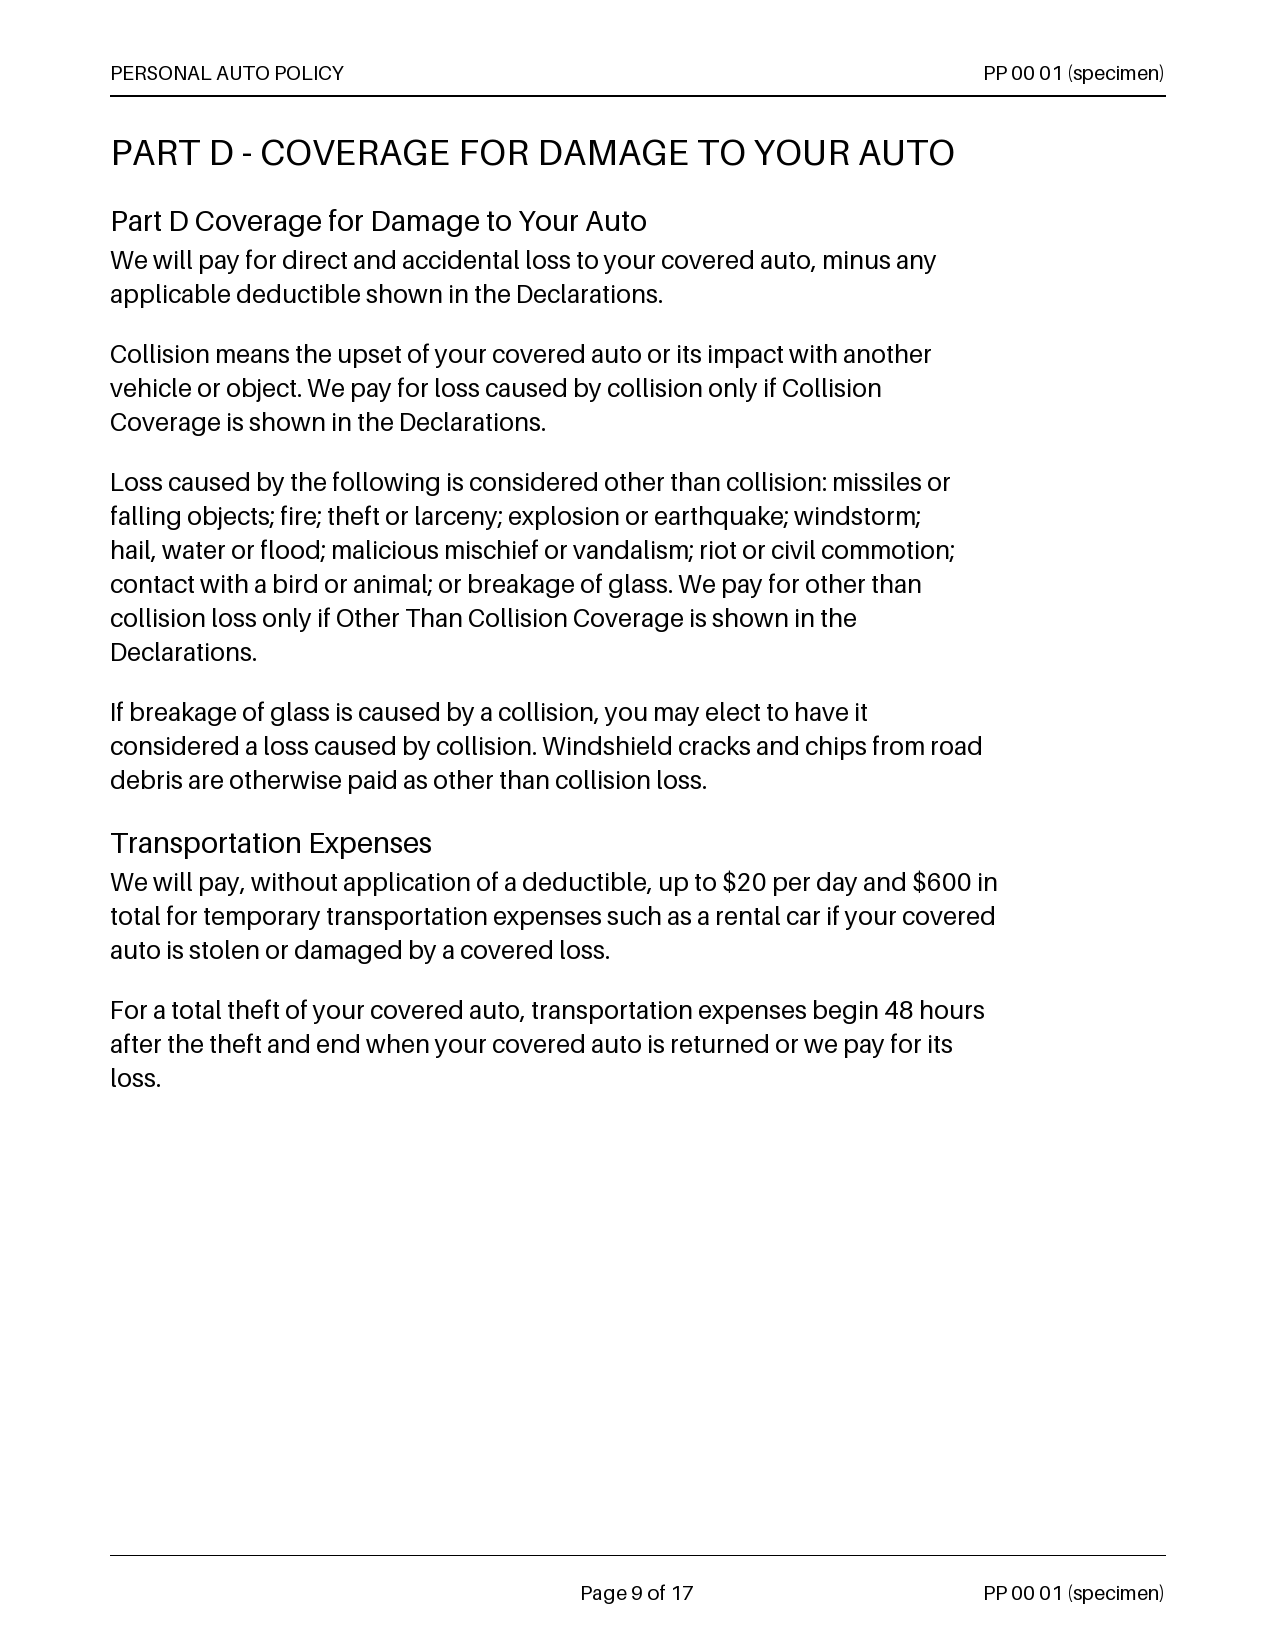 PERSONAL AUTO POLICY
PP 00 01 (specimen)
PART D - COVERAGE FOR DAMAGE TO YOUR AUTO
Part D Coverage for Damage to Your Auto
We will pay for direct and accidental loss to your covered auto, minus any
applicable deductible shown in the Declarations.
Collision means the upset of your covered auto or its impact with another
vehicle or object. We pay for loss caused by collision only if Collision
Coverage is shown in the Declarations.
Loss caused by the following is considered other than collision: missiles or
falling objects; fire; theft or larceny; explosion or earthquake; windstorm;
hail, water or flood; malicious mischief or vandalism; riot or civil commotion;
contact with a bird or animal; or breakage of glass. We pay for other than
collision loss only if Other Than Collision Coverage is shown in the
Declarations.
If breakage of glass is caused by a collision, you may elect to have it
considered a loss caused by collision. Windshield cracks and chips from road
debris are otherwise paid as other than collision loss.
Transportation Expenses
We will pay, without application of a deductible, up to $20 per day and $600 in
total for temporary transportation expenses such as a rental car if your covered
auto is stolen or damaged by a covered loss.
For a total theft of your covered auto, transportation expenses begin 48 hours
after the theft and end when your covered auto is returned or we pay for its
loss.
Page 9 of 17
PP 00 01 (specimen)